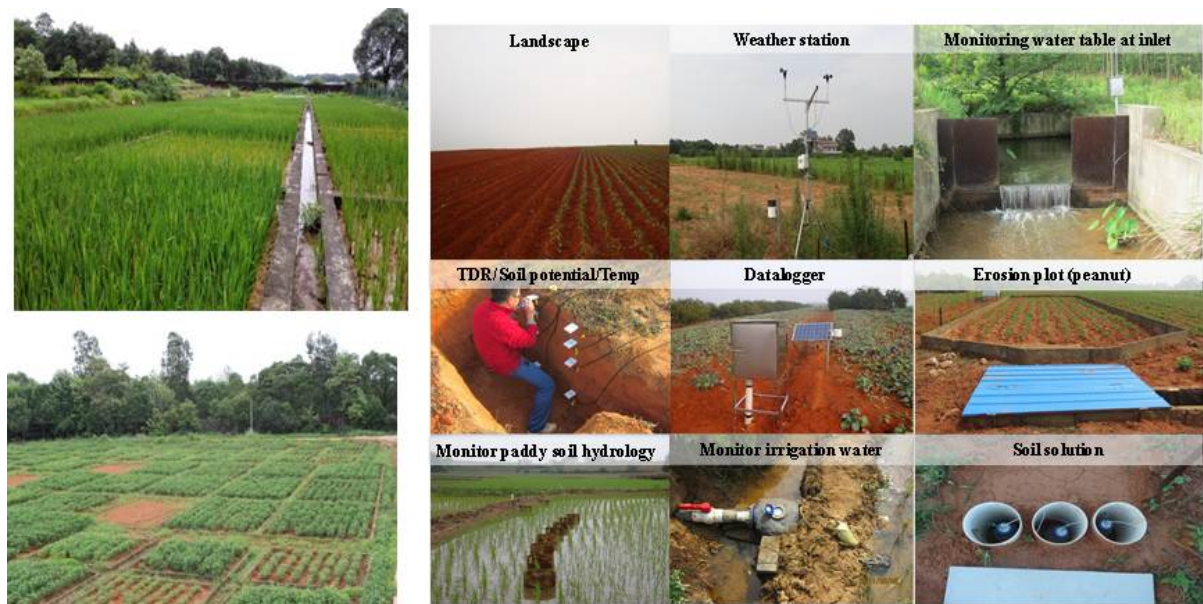 Landscape
Weather station
Monitoring water table at inlet
TDR/Soil potential/Temp
Datalogger
Erosion plot (peanut)
Monitor paddy soil hydrology
Monitor irrigation water
Soil solution